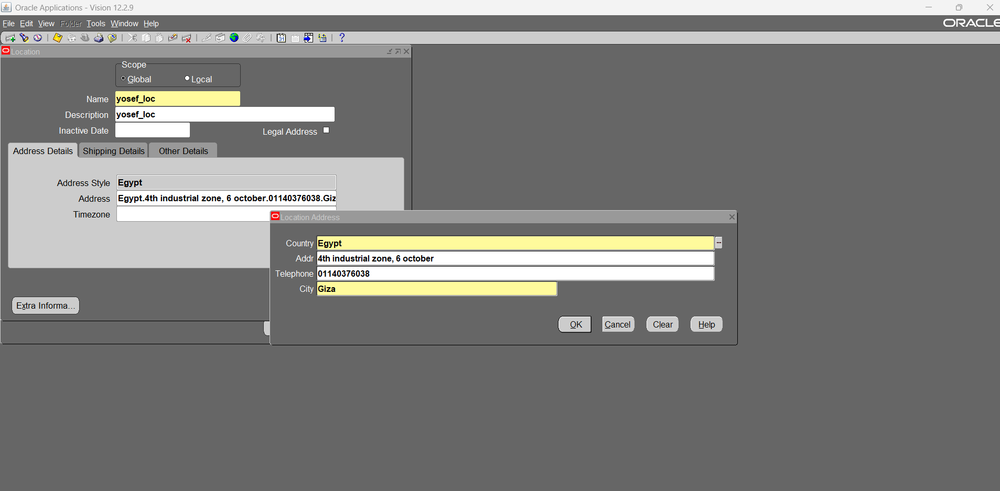 Oracle Applications - Vision 12.2.9
File Edit View Folder Tools Window Help
ORACLE
Location
Scope
Global Local
Name yosef_loc
Description yosef_loc
Inactive Date Legal Address
Address Details Shipping Details Other Details
Address Style Egypt
Address Egypt.4th industrial zone, 6 october.01140376038.Giz
Timezone
Location Address
Country Egypt ...
Addr 4th industrial zone, 6 october
Telephone 01140376038
City Giza
Extra Informa...
OK Cancel Clear Help